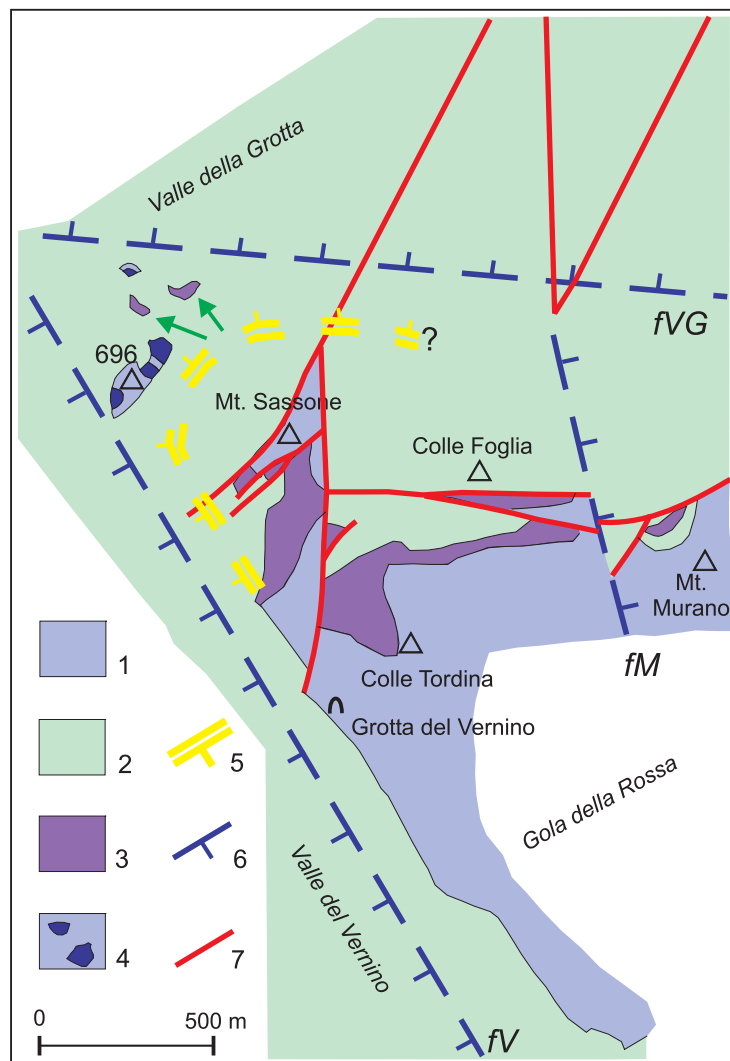 Valle della Grotta
fVG
?
696
Mt. Sassone
Colle Foglia
Mt.
Murano
fM
Colle Tordina
Grotta del Vernino
Gola della Rossa
Valle del Vernino
fV
1
2
5
3
6
4
7
0
500 m